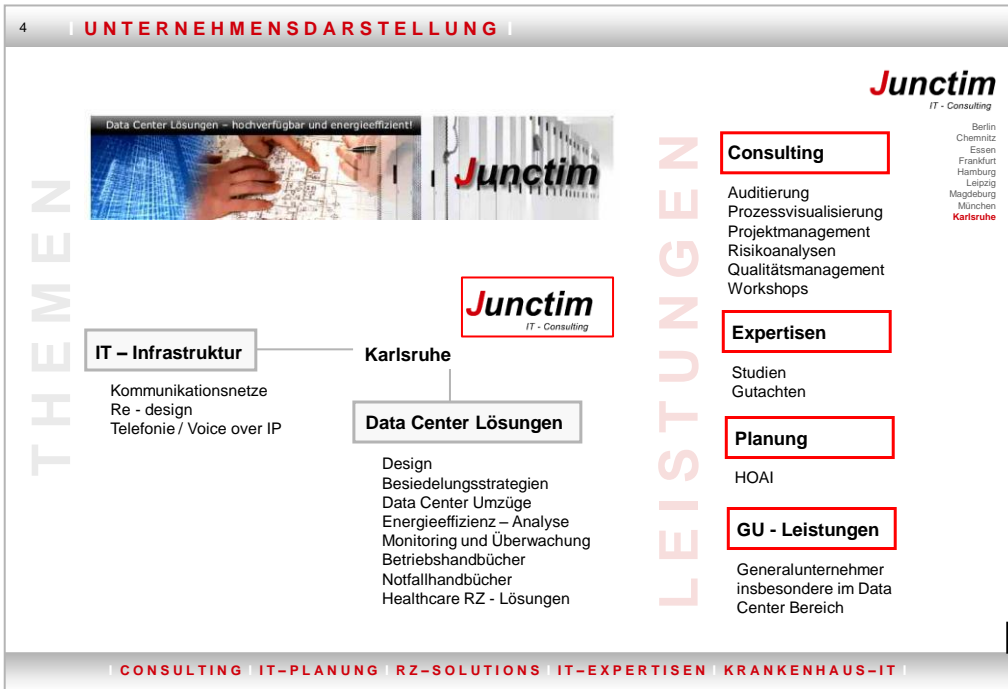 4
UNTERNEHMENSDARSTELLUNG
Junctim
IT - Consulting
Berlin
Chemnitz
Essen
Frankfurt
Hamburg
Leipzig
Magdeburg
München
Karlsruhe
Data Center Lösungen – hochverfügbar und energieeffizient!
Junctim
THEMEN
Junctim
IT - Consulting
IT – Infrastruktur
Karlsruhe
Kommunikationsnetze
Re - design
Telefonie / Voice over IP
Data Center Lösungen
Design
Besiedelungsstrategien
Data Center Umzüge
Energieeffizienz – Analyse
Monitoring und Überwachung
Betriebshandbücher
Notfallhandbücher
Healthcare RZ - Lösungen
LEISTUNGEN
Consulting
Auditierung
Prozessvisualisierung
Projektmanagement
Risikoanalysen
Qualitätsmanagement
Workshops
Expertisen
Studien
Gutachten
Planung
HOAI
GU - Leistungen
Generalunternehmer
insbesondere im Data
Center Bereich
CONSULTING | IT–PLANUNG | RZ–SOLUTIONS | IT–EXPERTISEN | KRANKENHAUS–IT